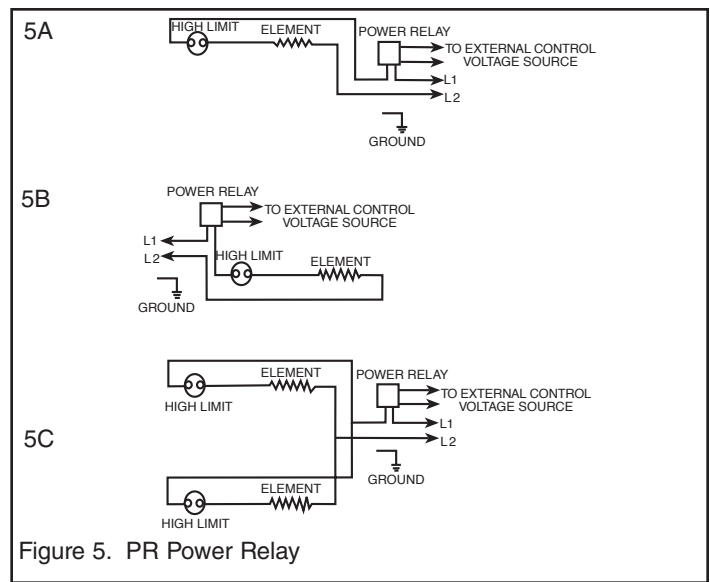 5A
HIGH LIMIT
ELEMENT
POWER RELAY
TO EXTERNAL CONTROL
VOLTAGE SOURCE
L1
L2
GROUND
5B
POWER RELAY
TO EXTERNAL CONTROL
VOLTAGE SOURCE
L1
L2
HIGH LIMIT
ELEMENT
GROUND
5C
ELEMENT
HIGH LIMIT
POWER RELAY
TO EXTERNAL CONTROL
VOLTAGE SOURCE
L1
L2
GROUND
ELEMENT
HIGH LIMIT
Figure 5. PR Power Relay